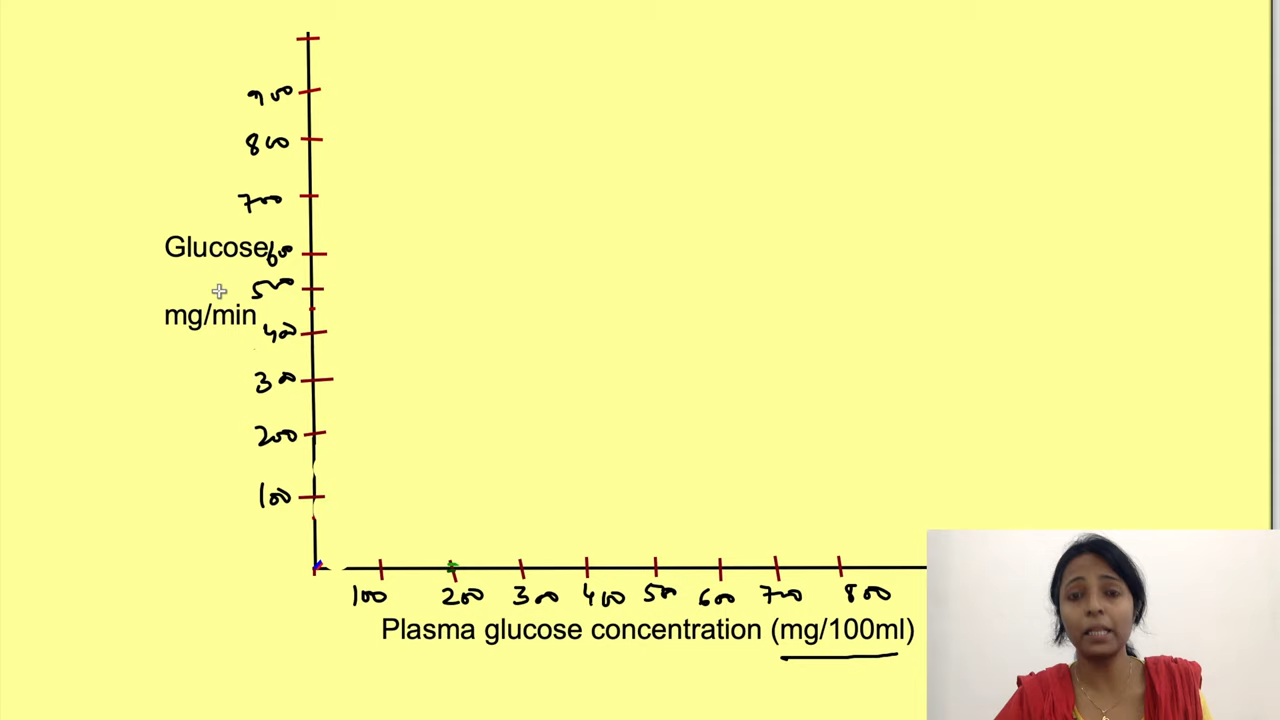 900
800
700
Glucose 600
500
mg/min
400
300
200
100
100 200 300 400 500 600 700 800
Plasma glucose concentration (mg/100ml)